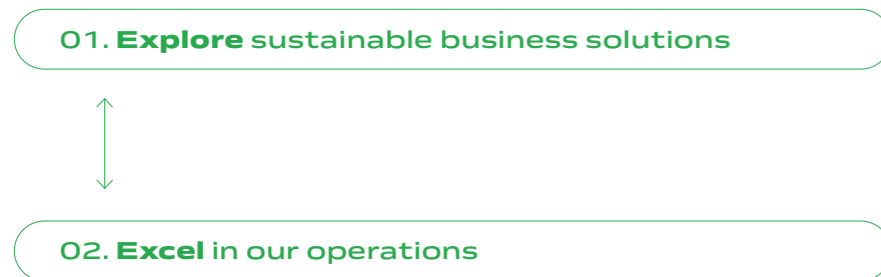 01. Explore sustainable business solutions
02. Excel in our operations